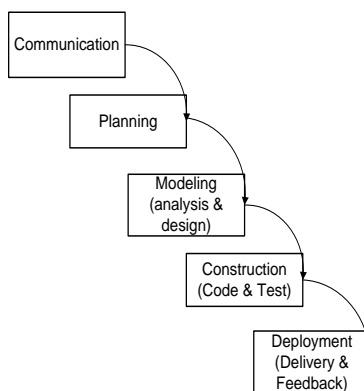 Communication
Planning
Modeling
(analysis &
design)
Construction
(Code & Test)
Deployment
(Delivery &
Feedback)